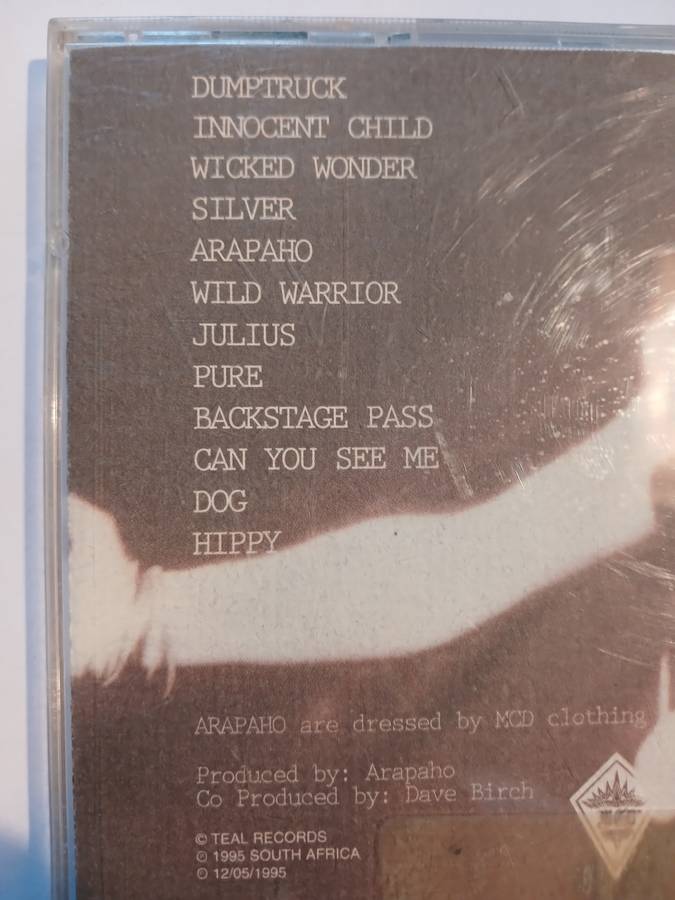 DUMPTRUCK
INNOCENT CHILD
WICKED WONDER
SILVER
ARAPAHO
WILD WARRIOR
JULIUS
PURE
BACKSTAGE PASS
CAN YOU SEE ME
DOG
HIPPY
ARAPAHO are dressed by MCD clothing
Produced by: Arapaho
Co Produced by: Dave Birch
© TEAL RECORDS
℗ 1995 SOUTH AFRICA
℗ 12/05/1995